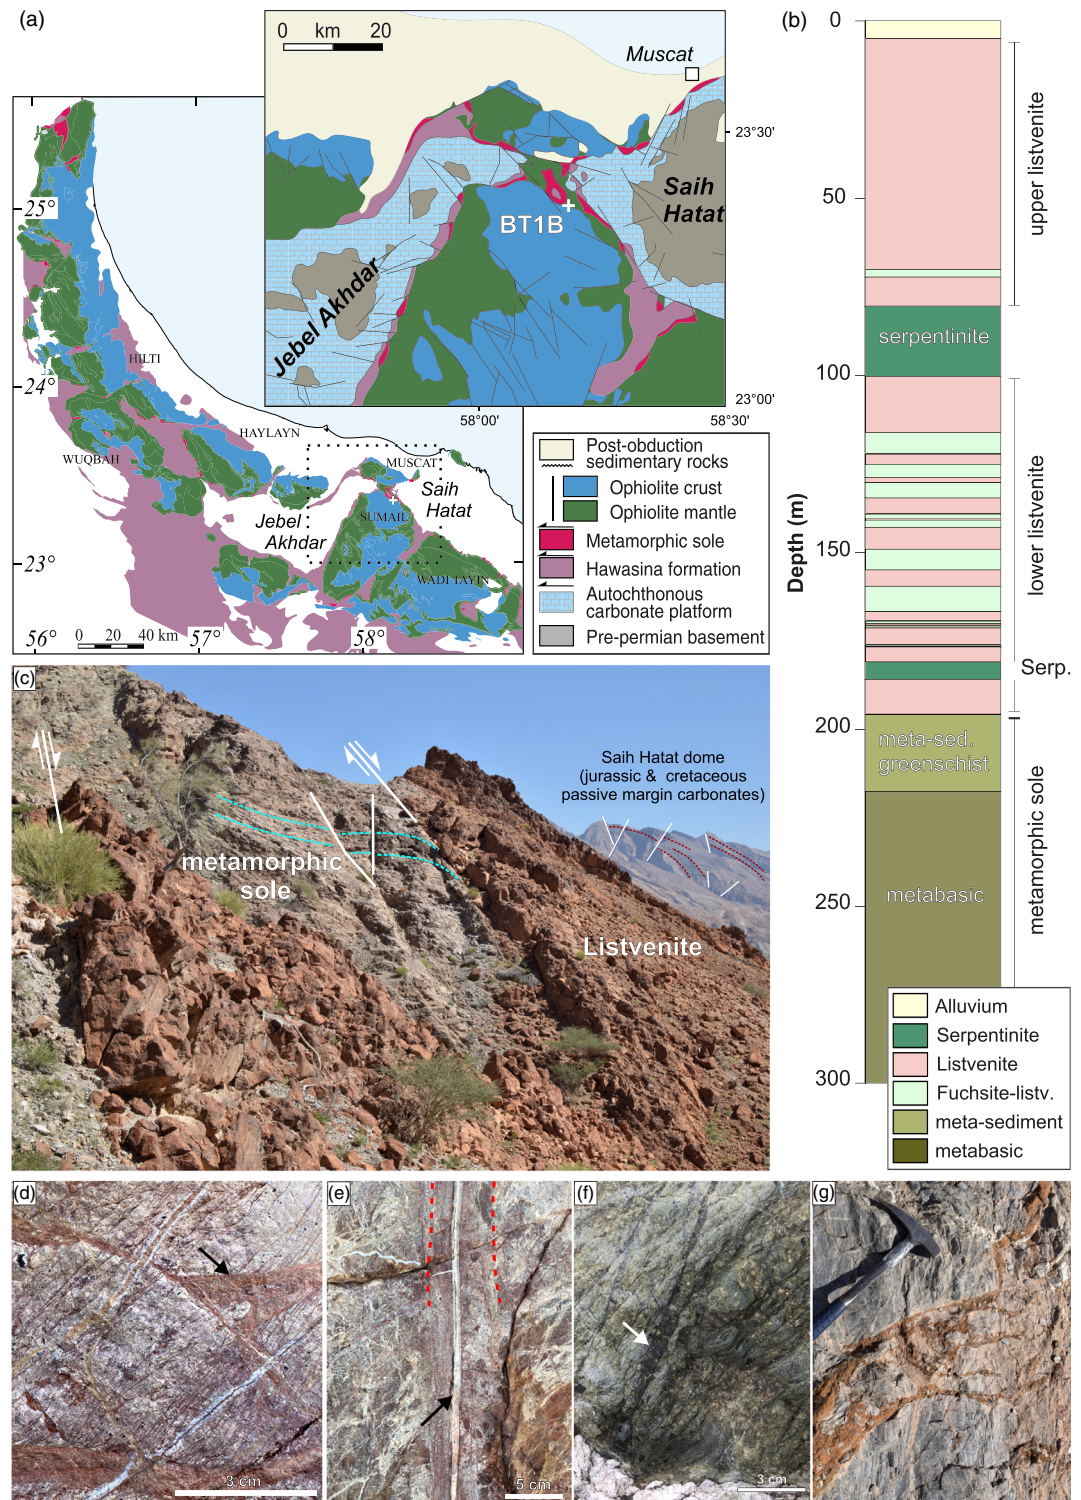 (a)
0 km 20
Muscat
23°30'
Saih
Hatat
BT1B
Jebel Akhdar
23°00'
58°00'
58°30'
25°
24°
23°
56°
57°
58°
HILTI
HAYLAYN
WUQBAH
MUSCAT
Saih
Hatat
SUMAIL
Jebel
Akhdar
WADI TAYIN
0 20 40 km
Post-obduction
sedimentary rocks
Ophiolite crust
Ophiolite mantle
Metamorphic sole
Hawasina formation
Autochthonous
carbonate platform
Pre-permian basement
(b)
0
50
100
150
200
250
300
Depth (m)
serpentinite
meta-sed.
greenschist
metabasic
upper listvenite
lower listvenite
Serp.
metamorphic sole
Alluvium
Serpentinite
Listvenite
Fuchsite-listv.
meta-sediment
metabasic
(c)
Saih Hatat dome
(jurassic & cretaceous
passive margin carbonates)
metamorphic
sole
Listvenite
(d)
3 cm
(e)
5 cm
(f)
3 cm
(g)